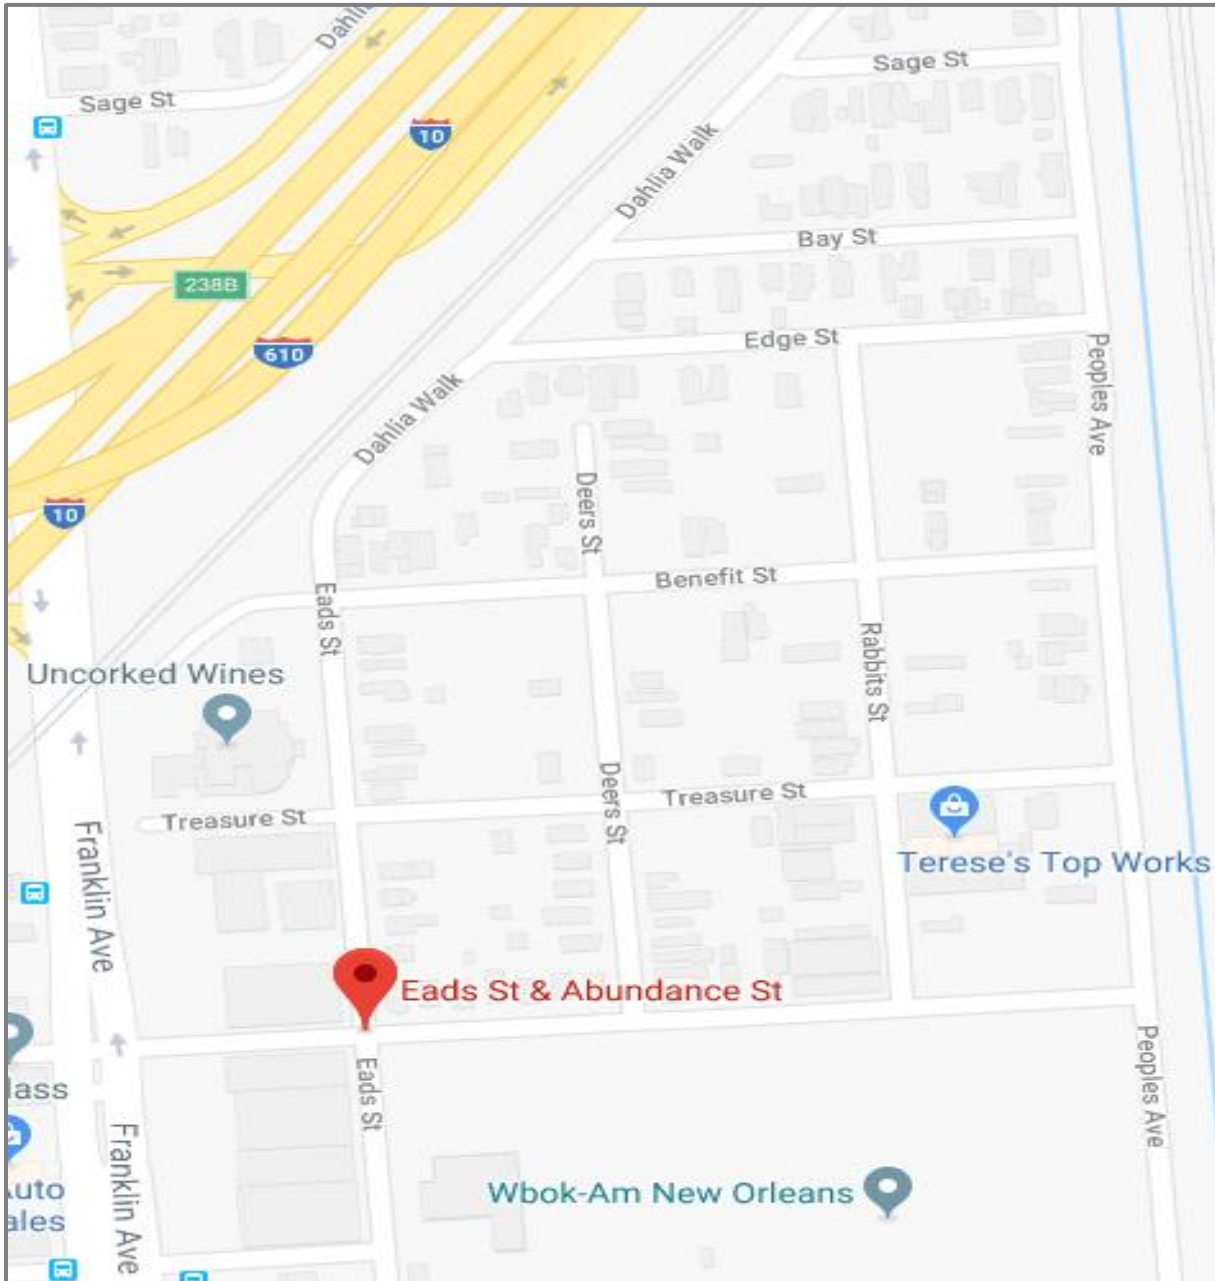 Dahli
Sage St
Sage St
10
Dahlia Walk
Bay St
238B
Edge St
610
Peoples Ave
Dahlia Walk
10
Deers St
Benefit St
Eads St
Rabbits St
Uncorked Wines
Deers St
Treasure St
Treasure St
Terese's Top Works
Franklin Ave
Eads St & Abundance St
Peoples Ave
Eads St
lass
Franklin Ave
Wbok-Am New Orleans
Auto
ales